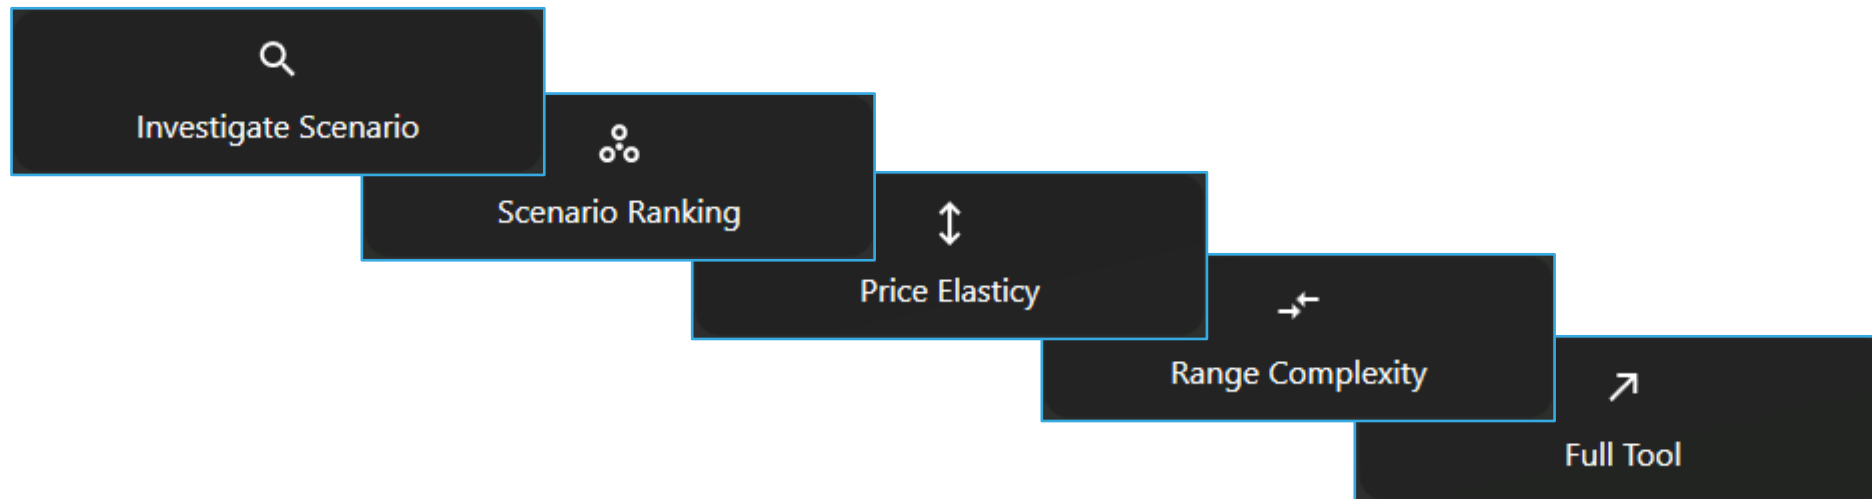 Investigate Scenario
Scenario Ranking
Price Elasticy
Range Complexity
Full Tool